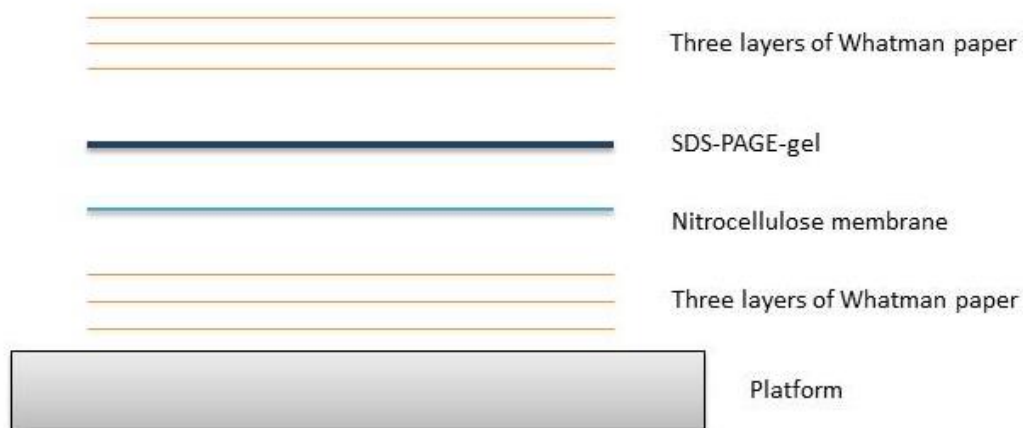 Three layers of Whatman paper
SDS-PAGE-gel
Nitrocellulose membrane
Three layers of Whatman paper
Platform